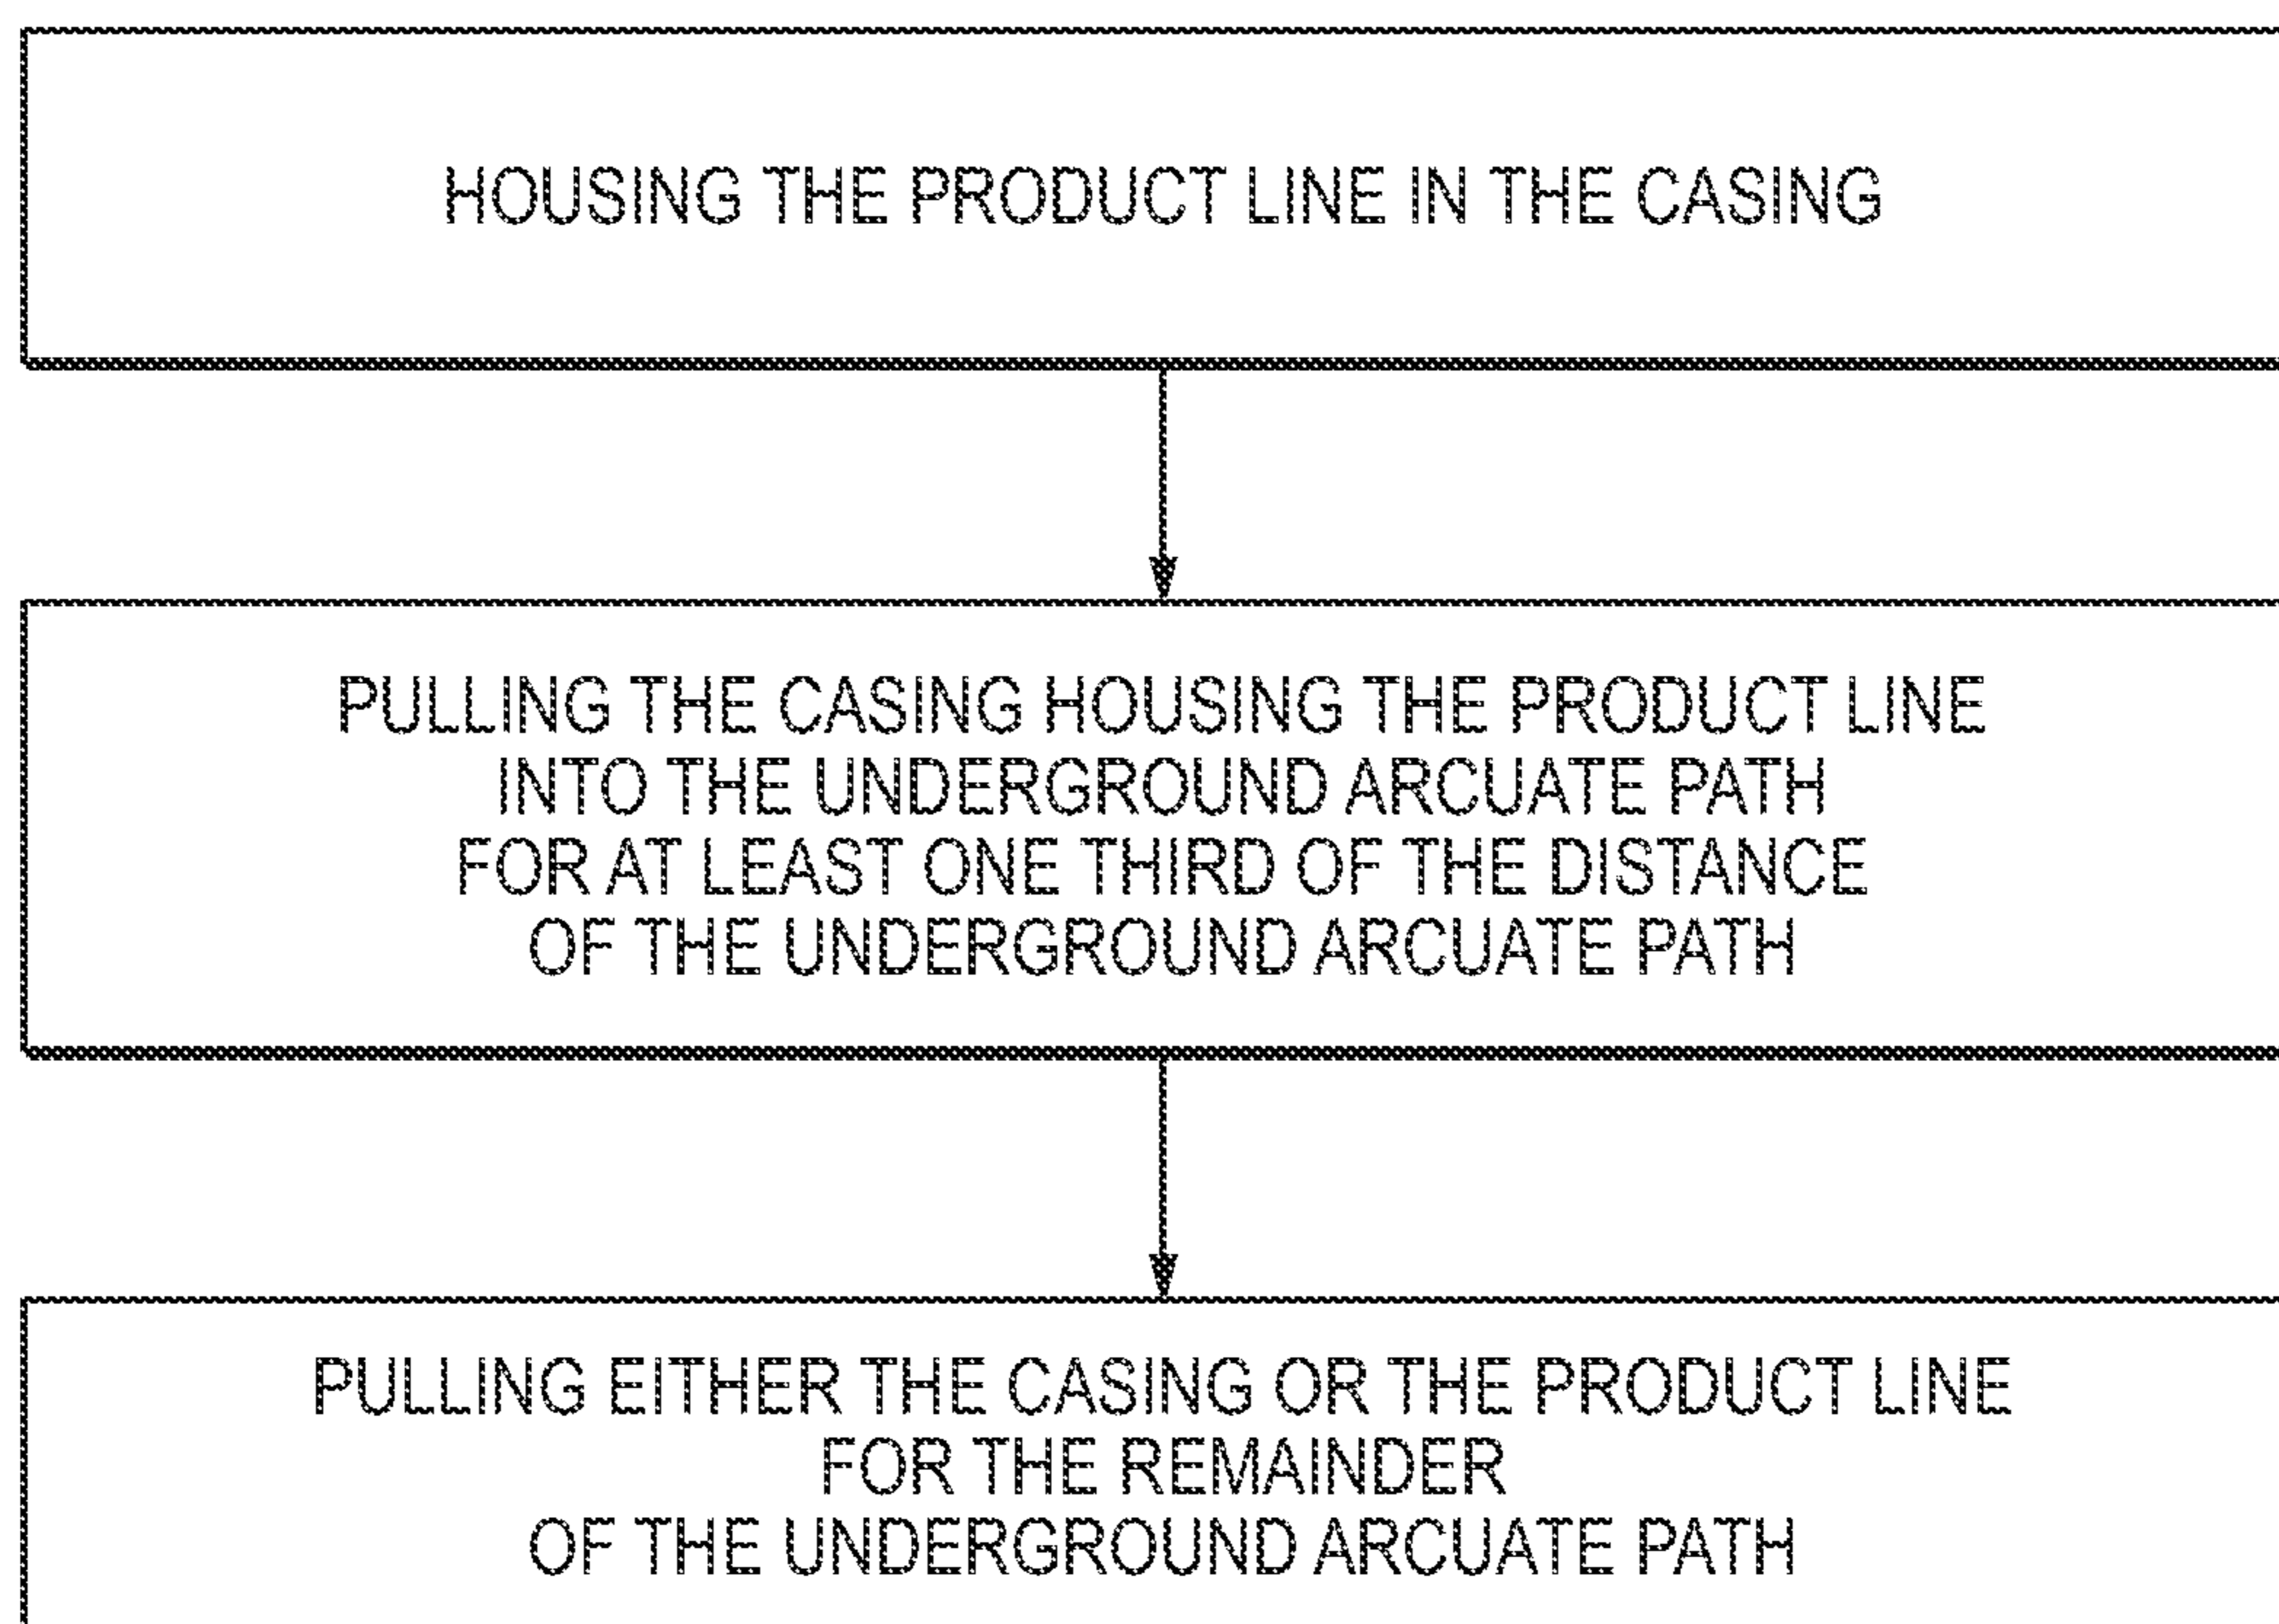 HOUSING THE PRODUCT LINE IN THE CASING
PULLING THE CASING HOUSING THE PRODUCT LINE
INTO THE UNDERGROUND ARCUATE PATH
FOR AT LEAST ONE THIRD OF THE DISTANCE
OF THE UNDERGROUND ARCUATE PATH
PULLING EITHER THE CASING OR THE PRODUCT LINE
FOR THE REMAINDER
OF THE UNDERGROUND ARCUATE PATH